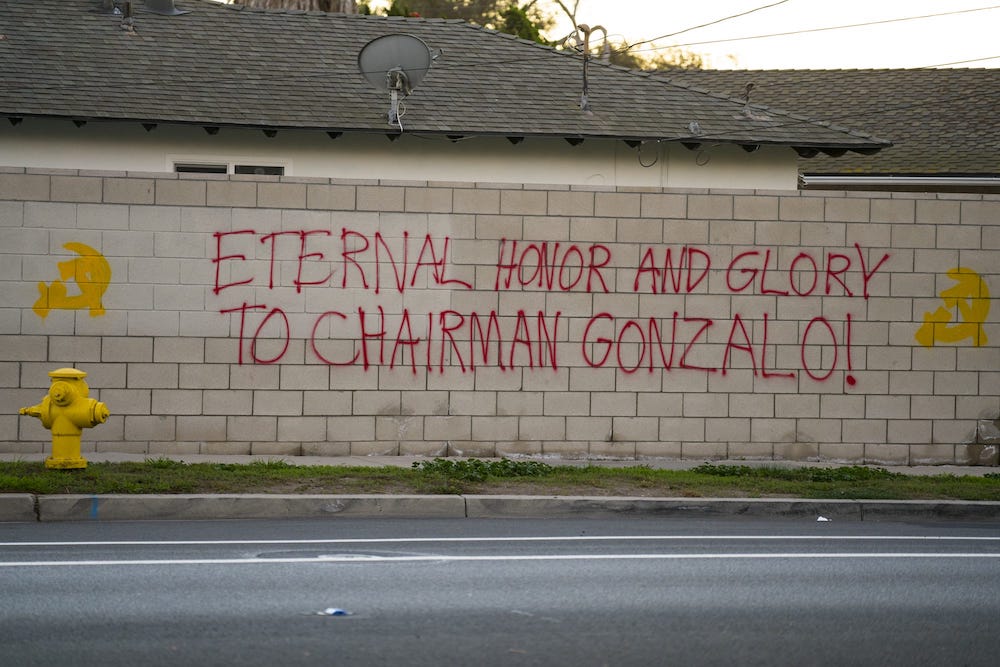 ETERNAL HONOR AND GLORY
TO CHAIRMAN GONZALO!